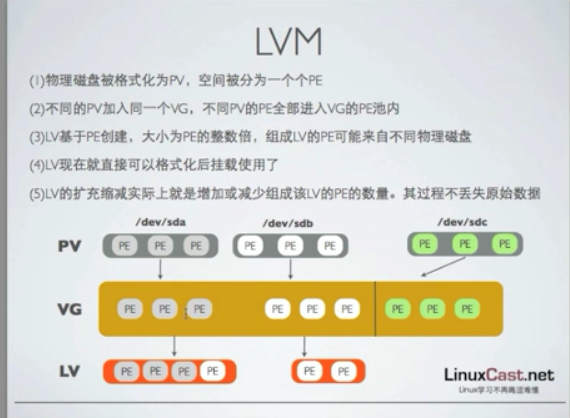 LVM
(1)物理磁盘被格式化为PV，空间被分为一个个PE
(2)不同的PV加入同一个VG，不同PV的PE全部进入VG的PE池内
(3)LV基于PE创建，大小为PE的整数倍，组成LV的PE可能来自不同物理磁盘
(4)LV现在就直接可以格式化后挂载使用了
(5)LV的扩充缩减实际上就是增加或减少组成该LV的PE的数量。其过程不丢失原始数据
/dev/sda /dev/sdb /dev/sdc
PV PE PE PE PE PE PE PE PE PE
VG PE PE PE PE PE PE PE PE PE
LV PE PE PE PE PE PE
LinuxCast.net
Linux学习不再晦涩难懂